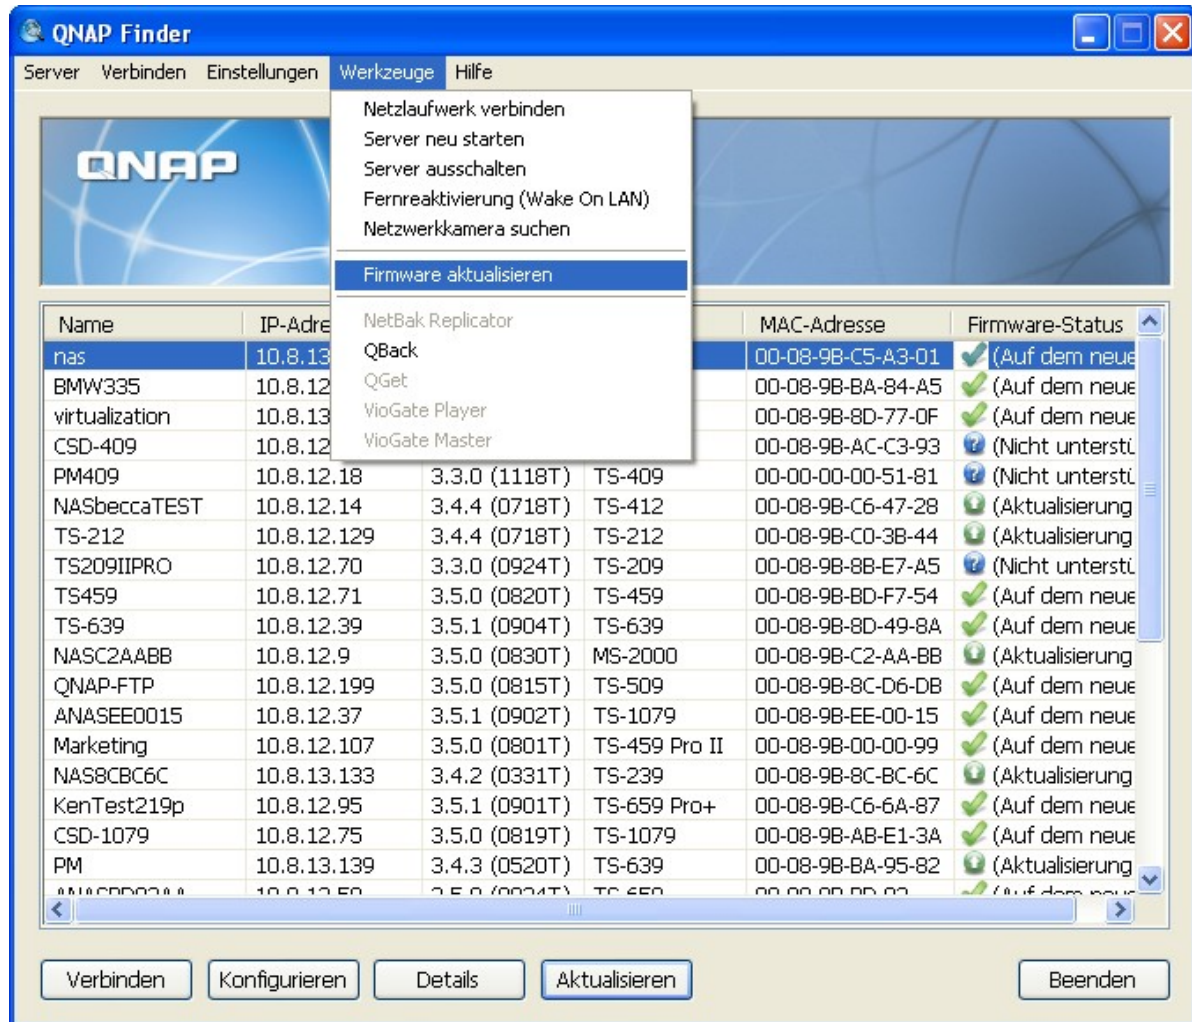 QNAP Finder
Server Verbinden Einstellungen Werkzeuge Hilfe
Netzlaufwerk verbinden
Server neu starten
Server ausschalten
Fernreaktivierung (Wake On LAN)
Netzwerkkamera suchen
Firmware aktualisieren
NetBak Replicator
QBack
QGet
VioGate Player
VioGate Master
QNAP
Name IP-Adre MAC-Adresse Firmware-Status
nas 10.8.13 00-08-9B-C5-A3-01 (Auf dem neue
BMW335 10.8.12 00-08-9B-BA-84-A5 (Auf dem neue
virtualization 10.8.13 00-08-9B-8D-77-0F (Auf dem neue
CSD-409 10.8.12 00-08-9B-AC-C3-93 (Nicht unterstü
PM409 10.8.12.18 3.3.0 (1118T) TS-409 00-00-00-00-51-81 (Nicht unterstü
NASbeccaTEST 10.8.12.14 3.4.4 (0718T) TS-412 00-08-9B-C6-47-28 (Aktualisierung
TS-212 10.8.12.129 3.4.4 (0718T) TS-212 00-08-9B-C0-3B-44 (Aktualisierung
TS209IIPRO 10.8.12.70 3.3.0 (0924T) TS-209 00-08-9B-8B-E7-A5 (Nicht unterstü
TS459 10.8.12.71 3.5.0 (0820T) TS-459 00-08-9B-BD-F7-54 (Auf dem neue
TS-639 10.8.12.39 3.5.1 (0904T) TS-639 00-08-9B-8D-49-8A (Auf dem neue
NASC2AABB 10.8.12.9 3.5.0 (0830T) MS-2000 00-08-9B-C2-AA-BB (Aktualisierung
QNAP-FTP 10.8.12.199 3.5.0 (0815T) TS-509 00-08-9B-8C-D6-DB (Auf dem neue
ANASEE0015 10.8.12.37 3.5.1 (0902T) TS-1079 00-08-9B-EE-00-15 (Auf dem neue
Marketing 10.8.12.107 3.5.0 (0801T) TS-459 Pro II 00-08-9B-00-00-99 (Auf dem neue
NAS8CBC6C 10.8.13.133 3.4.2 (0331T) TS-239 00-08-9B-8C-BC-6C (Aktualisierung
KenTest219p 10.8.12.95 3.5.1 (0901T) TS-659 Pro+ 00-08-9B-C6-6A-87 (Auf dem neue
CSD-1079 10.8.12.75 3.5.0 (0819T) TS-1079 00-08-9B-AB-E1-3A (Auf dem neue
PM 10.8.13.139 3.4.3 (0520T) TS-639 00-08-9B-BA-95-82 (Aktualisierung
Verbinden Konfigurieren Details Aktualisieren Beenden